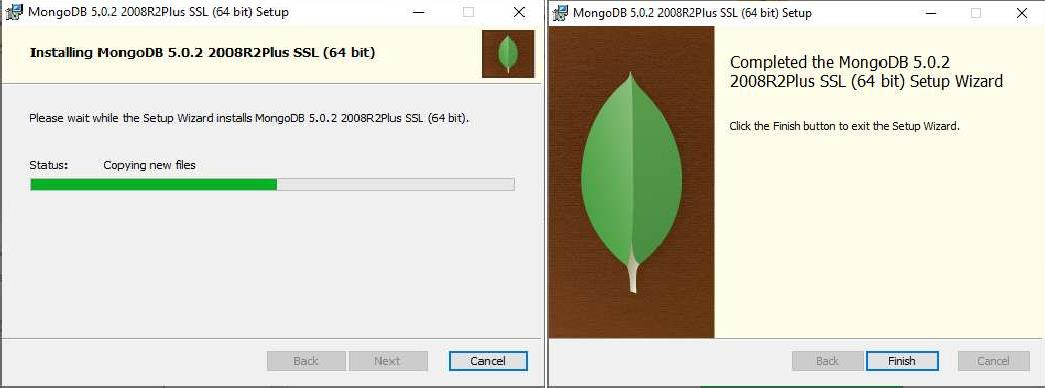 MongoDB 5.0.2 2008R2Plus SSL (64 bit) Setup
Installing MongoDB 5.0.2 2008R2Plus SSL (64 bit)
Please wait while the Setup Wizard installs MongoDB 5.0.2 2008R2Plus SSL (64 bit).
Status: Copying new files
Back Next Cancel
MongoDB 5.0.2 2008R2Plus SSL (64 bit) Setup
Completed the MongoDB 5.0.2
2008R2Plus SSL (64 bit) Setup Wizard
Click the Finish button to exit the Setup Wizard.
Back Finish Cancel